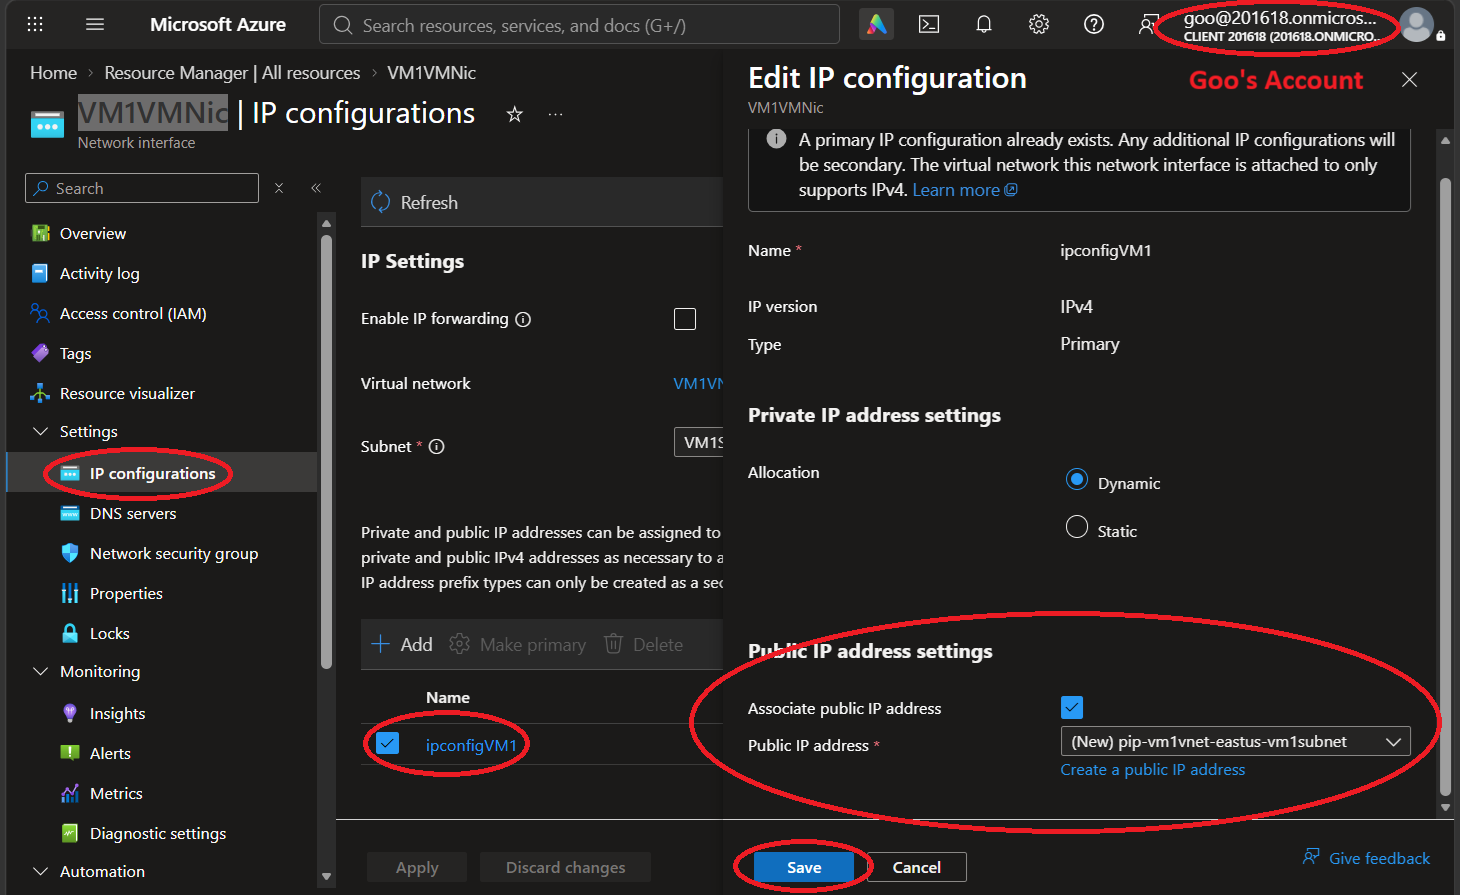 Microsoft Azure
Search resources, services, and docs (G+/)
goo@201618.onmicros...
CLIENT 201618 (201618.ONMICRO...
Home > Resource Manager | All resources > VM1VMNic
VM1VMNic | IP configurations
Network interface
Search
Overview
Activity log
Access control (IAM)
Tags
Resource visualizer
Settings
IP configurations
DNS servers
Network security group
Properties
Locks
Monitoring
Insights
Alerts
Metrics
Diagnostic settings
Automation
Refresh
IP Settings
Enable IP forwarding
Virtual network
VM1VN
Subnet *
VM1S
Private and public IP addresses can be assigned to
private and public IPv4 addresses as necessary to a
IP address prefix types can only be created as a sec
Add Make primary Delete
Name
ipconfigVM1
Apply Discard changes
Edit IP configuration
Goo's Account
VM1VMNic
A primary IP configuration already exists. Any additional IP configurations will
be secondary. The virtual network this network interface is attached to only
supports IPv4. Learn more
Name * ipconfigVM1
IP version IPv4
Type Primary
Private IP address settings
Allocation Dynamic
Static
Public IP address settings
Associate public IP address
Public IP address * (New) pip-vm1vnet-eastus-vm1subnet
Create a public IP address
Save Cancel
Give feedback